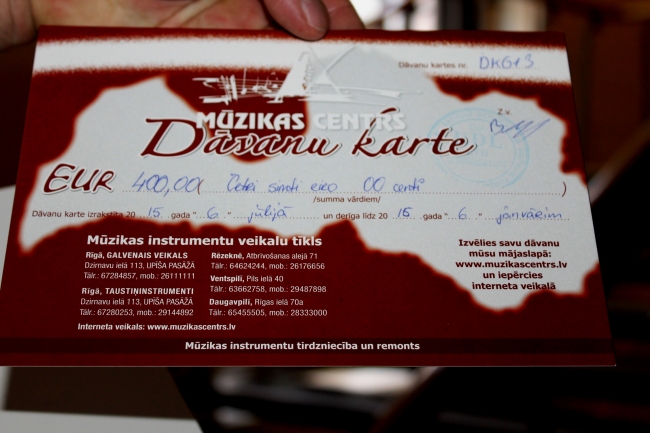 Dāvanu kartes nr. DK613
MŪZIKAS CENTRS
Z.v.
Dāvanu karte
EUR 400,00( Četri simti eiro 00 centi )
/summa vārdiem/
Dāvanu karte izrakstīta 20 15 gada " 6 " jūlijā un derīga līdz 20 15 gada " 6 " janvārim
Mūzikas instrumentu veikalu tīkls
Rīgā, GALVENAIS VEIKALS
Dzirnavu ielā 113, UPĪŠA PASĀŽĀ
Tālr.: 67284857, mob.: 26111111
Rīgā, TAUSTIŅINSTRUMENTI
Dzirnavu ielā 113, UPĪŠA PASĀŽĀ
Tālr.: 67280253, mob.: 29144892
Interneta veikals: www.muzikascentrs.lv
Rēzeknē, Atbrīvošanas alejā 71
Tālr.: 64624244, mob.: 26176656
Ventspilī, Pils ielā 40
Tālr.: 63662758, mob.: 29487898
Daugavpilī, Rīgas ielā 70a
Tālr.: 65455505, mob.: 28333000
Izvēlies savu dāvanu
mūsu mājaslapā:
www.muzikascentrs.lv
un iepērcies
interneta veikalā
Mūzikas instrumentu tirdzniecība un remonts